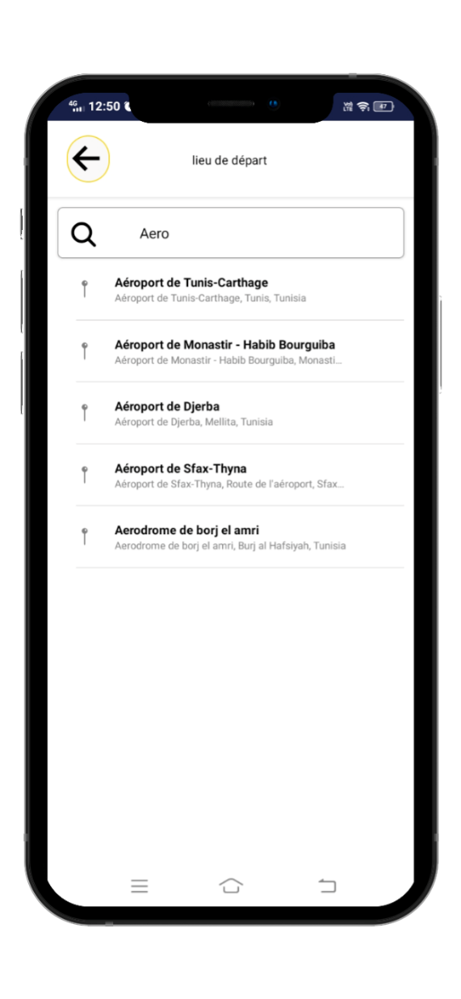 4G 12:50
Vo LTE 47
lieu de départ
Aero
Aéroport de Tunis-Carthage
Aéroport de Tunis-Carthage, Tunis, Tunisia
Aéroport de Monastir - Habib Bourguiba
Aéroport de Monastir - Habib Bourguiba, Monasti...
Aéroport de Djerba
Aéroport de Djerba, Mellita, Tunisia
Aéroport de Sfax-Thyna
Aéroport de Sfax-Thyna, Route de l'aéroport, Sfax...
Aerodrome de borj el amri
Aerodrome de borj el amri, Burj al Hafsiyah, Tunisia